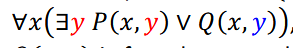 ∀x(∃y P(x, y) ∨ Q(x, y)),